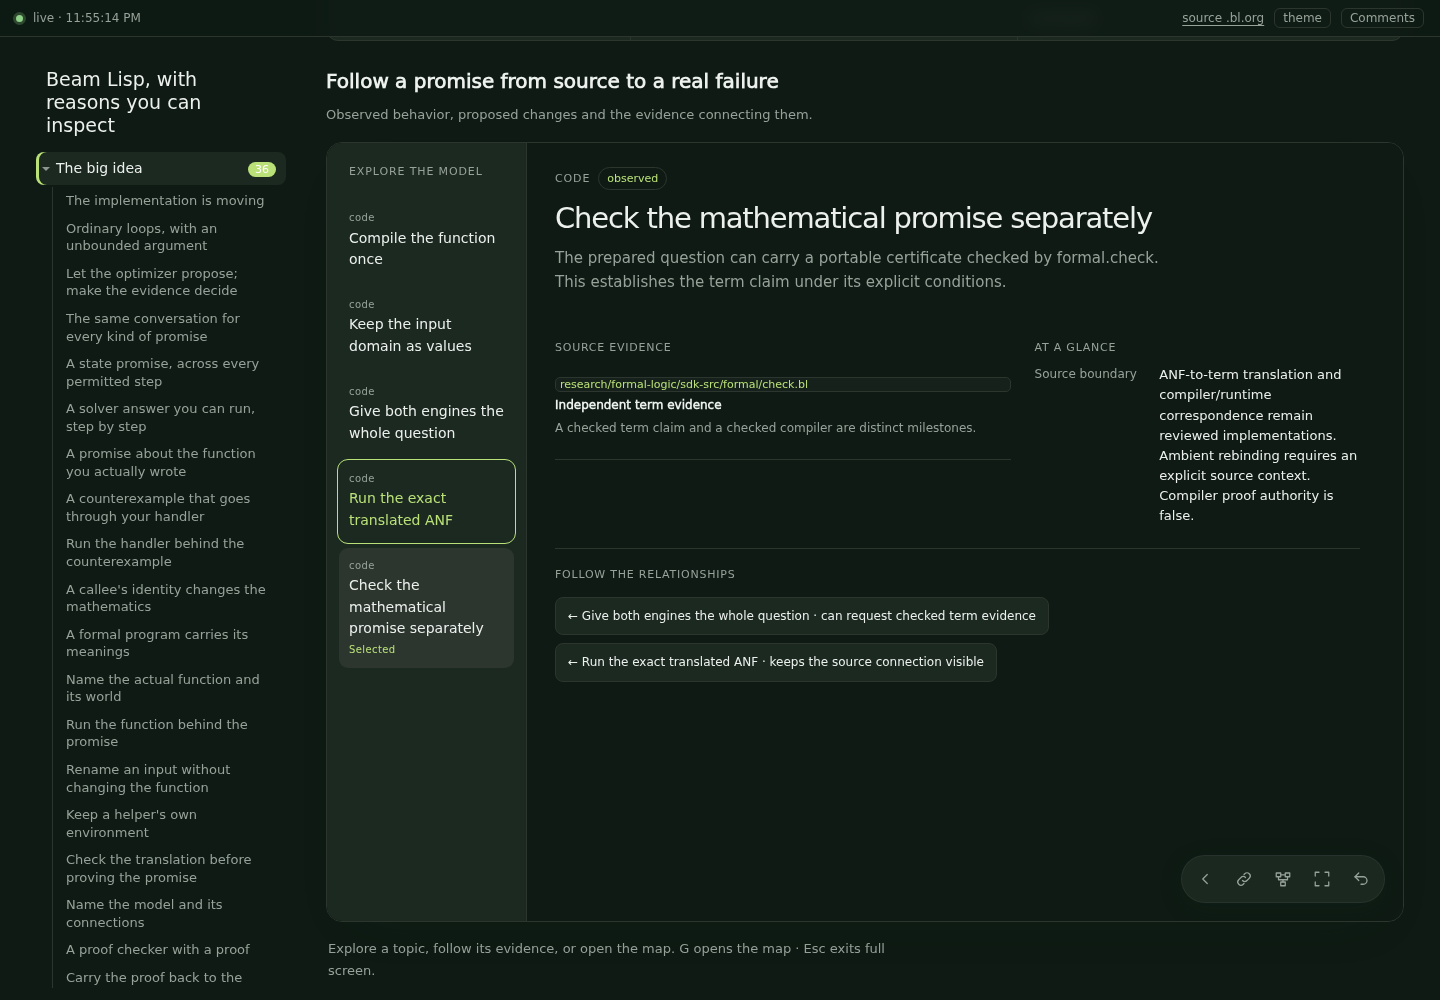 live · 11:55:14 PM
source .bl.org
theme
Comments
Beam Lisp, with
reasons you can
inspect
The big idea
36
The implementation is moving
Ordinary loops, with an
unbounded argument
Let the optimizer propose;
make the evidence decide
The same conversation for
every kind of promise
A state promise, across every
permitted step
A solver answer you can run,
step by step
A promise about the function
you actually wrote
A counterexample that goes
through your handler
Run the handler behind the
counterexample
A callee's identity changes the
mathematics
A formal program carries its
meanings
Name the actual function and
its world
Run the function behind the
promise
Rename an input without
changing the function
Keep a helper's own
environment
Check the translation before
proving the promise
Name the model and its
connections
A proof checker with a proof
Carry the proof back to the
Follow a promise from source to a real failure
Observed behavior, proposed changes and the evidence connecting them.
EXPLORE THE MODEL
code
Compile the function
once
code
Keep the input
domain as values
code
Give both engines the
whole question
code
Run the exact
translated ANF
code
Check the
mathematical
promise separately
Selected
CODE
observed
Check the mathematical promise separately
The prepared question can carry a portable certificate checked by formal.check.
This establishes the term claim under its explicit conditions.
SOURCE EVIDENCE
research/formal-logic/sdk-src/formal/check.bl
Independent term evidence
A checked term claim and a checked compiler are distinct milestones.
AT A GLANCE
Source boundary
ANF-to-term translation and
compiler/runtime
correspondence remain
reviewed implementations.
Ambient rebinding requires an
explicit source context.
Compiler proof authority is
false.
FOLLOW THE RELATIONSHIPS
← Give both engines the whole question · can request checked term evidence
← Run the exact translated ANF · keeps the source connection visible
Explore a topic, follow its evidence, or open the map. G opens the map · Esc exits full
screen.